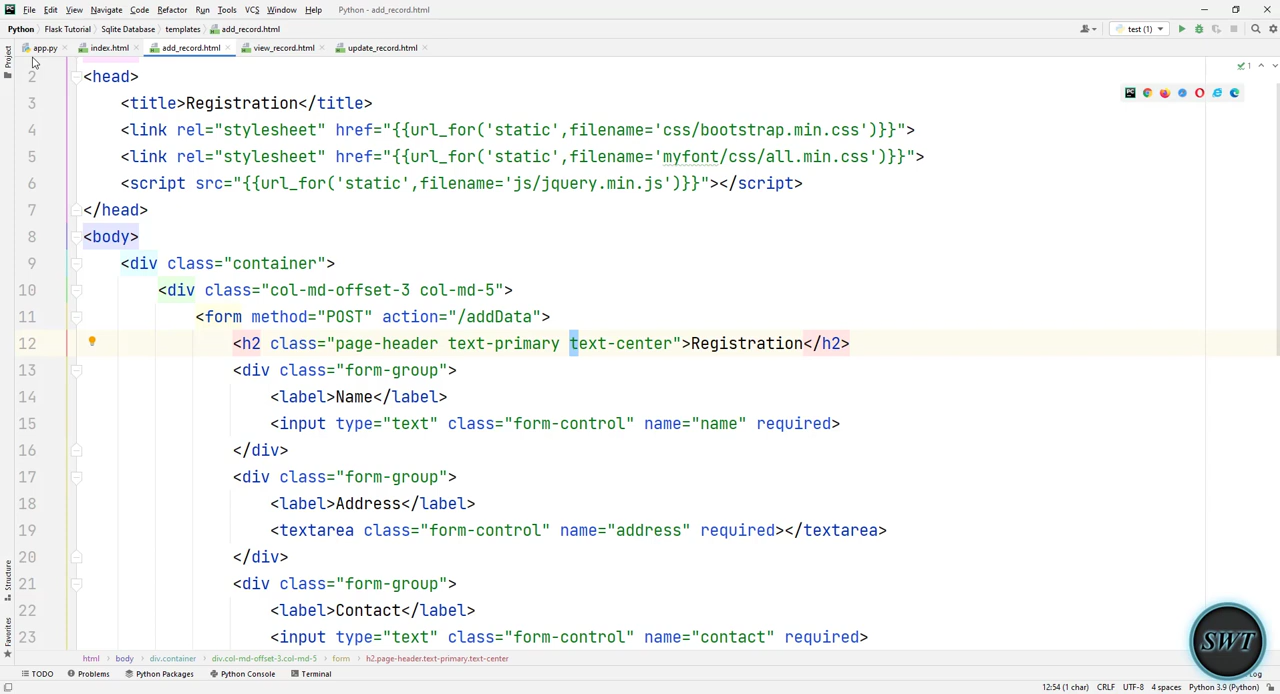 File Edit View Navigate Code Refactor Run Tools VCS Window Help Python - add_record.html
Python Flask Tutorial Sqlite Database templates add_record.html test (1)
app.py index.html add_record.html view_record.html update_record.html
Project
1
2 <head>
3 <title>Registration</title>
4 <link rel="stylesheet" href="{{url_for('static',filename='css/bootstrap.min.css')}}">
5 <link rel="stylesheet" href="{{url_for('static',filename='myfont/css/all.min.css')}}">
6 <script src="{{url_for('static',filename='js/jquery.min.js')}}"></script>
7 </head>
8 <body>
9 <div class="container">
10 <div class="col-md-offset-3 col-md-5">
11 <form method="POST" action="/addData">
12 <h2 class="page-header text-primary text-center">Registration</h2>
13 <div class="form-group">
14 <label>Name</label>
15 <input type="text" class="form-control" name="name" required>
16 </div>
17 <div class="form-group">
18 <label>Address</label>
19 <textarea class="form-control" name="address" required></textarea>
20 </div>
21 <div class="form-group">
22 <label>Contact</label>
23 <input type="text" class="form-control" name="contact" required>
Structure
Favorites
SWT
html body div.container div.col-md-offset-3.col-md-5 form h2.page-header.text-primary.text-center
TODO Problems Python Packages Python Console Terminal Log
12:54 (1 char) CRLF UTF-8 4 spaces Python 3.9 (Python)